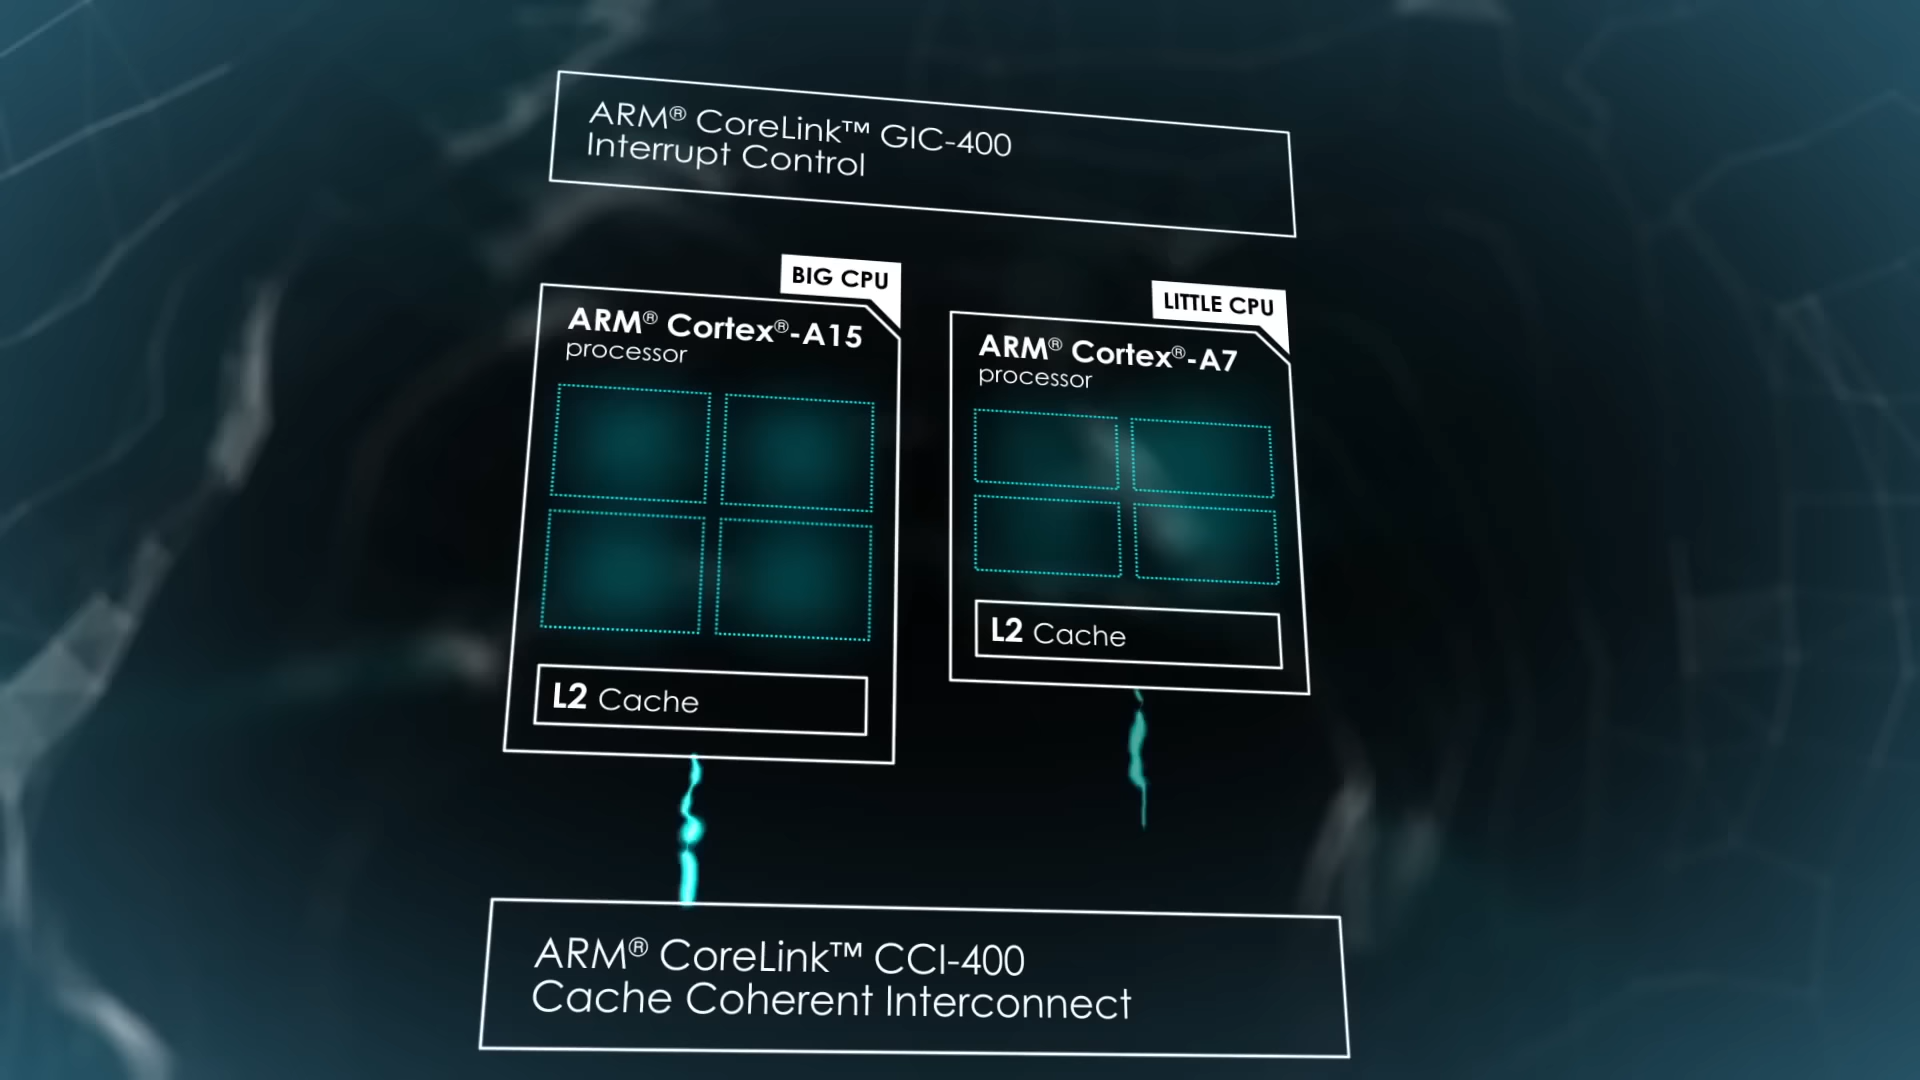 ARM® CoreLink™ GIC-400
Interrupt Control
BIG CPU
ARM® Cortex®-A15
processor
L2 Cache
LITTLE CPU
ARM® Cortex®-A7
processor
L2 Cache
ARM® CoreLink™ CCI-400
Cache Coherent Interconnect